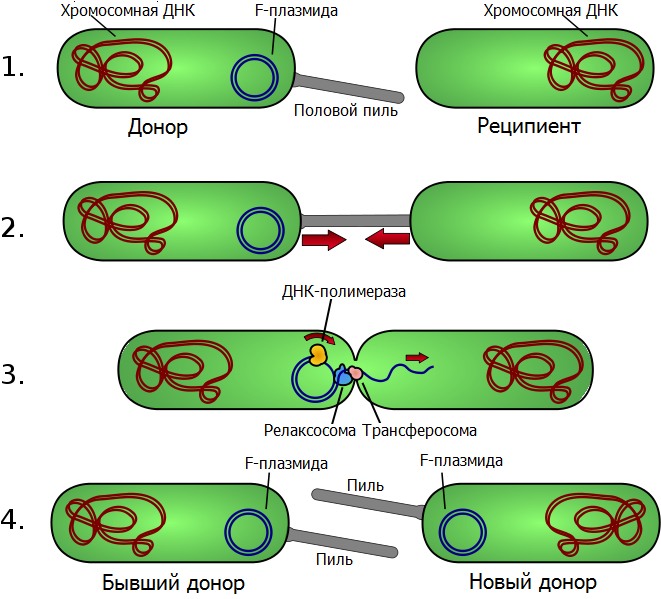 Хромосомная ДНК
F-плазмида
Хромосомная ДНК
1.
Половой пиль
Донор
Реципиент
2.
ДНК-полимераза
3.
Релаксосома
Трансферосома
F-плазмида
Пиль
F-плазмида
4.
Пиль
Бывший донор
Новый донор